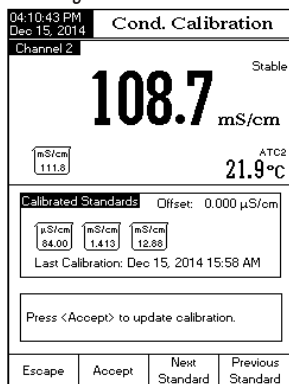 04:10:43 PM
Dec 15, 2014
Cond. Calibration
Channel 2
Stable
108.7 mS/cm
mS/cm
111.8
ATC2
21.9°C
Calibrated Standards Offset: 0.000 µS/cm
µS/cm mS/cm mS/cm
84.00 1.413 12.88
Last Calibration: Dec 15, 2014 15:58 AM
Press <Accept> to update calibration.
Escape Accept Next Standard Previous Standard